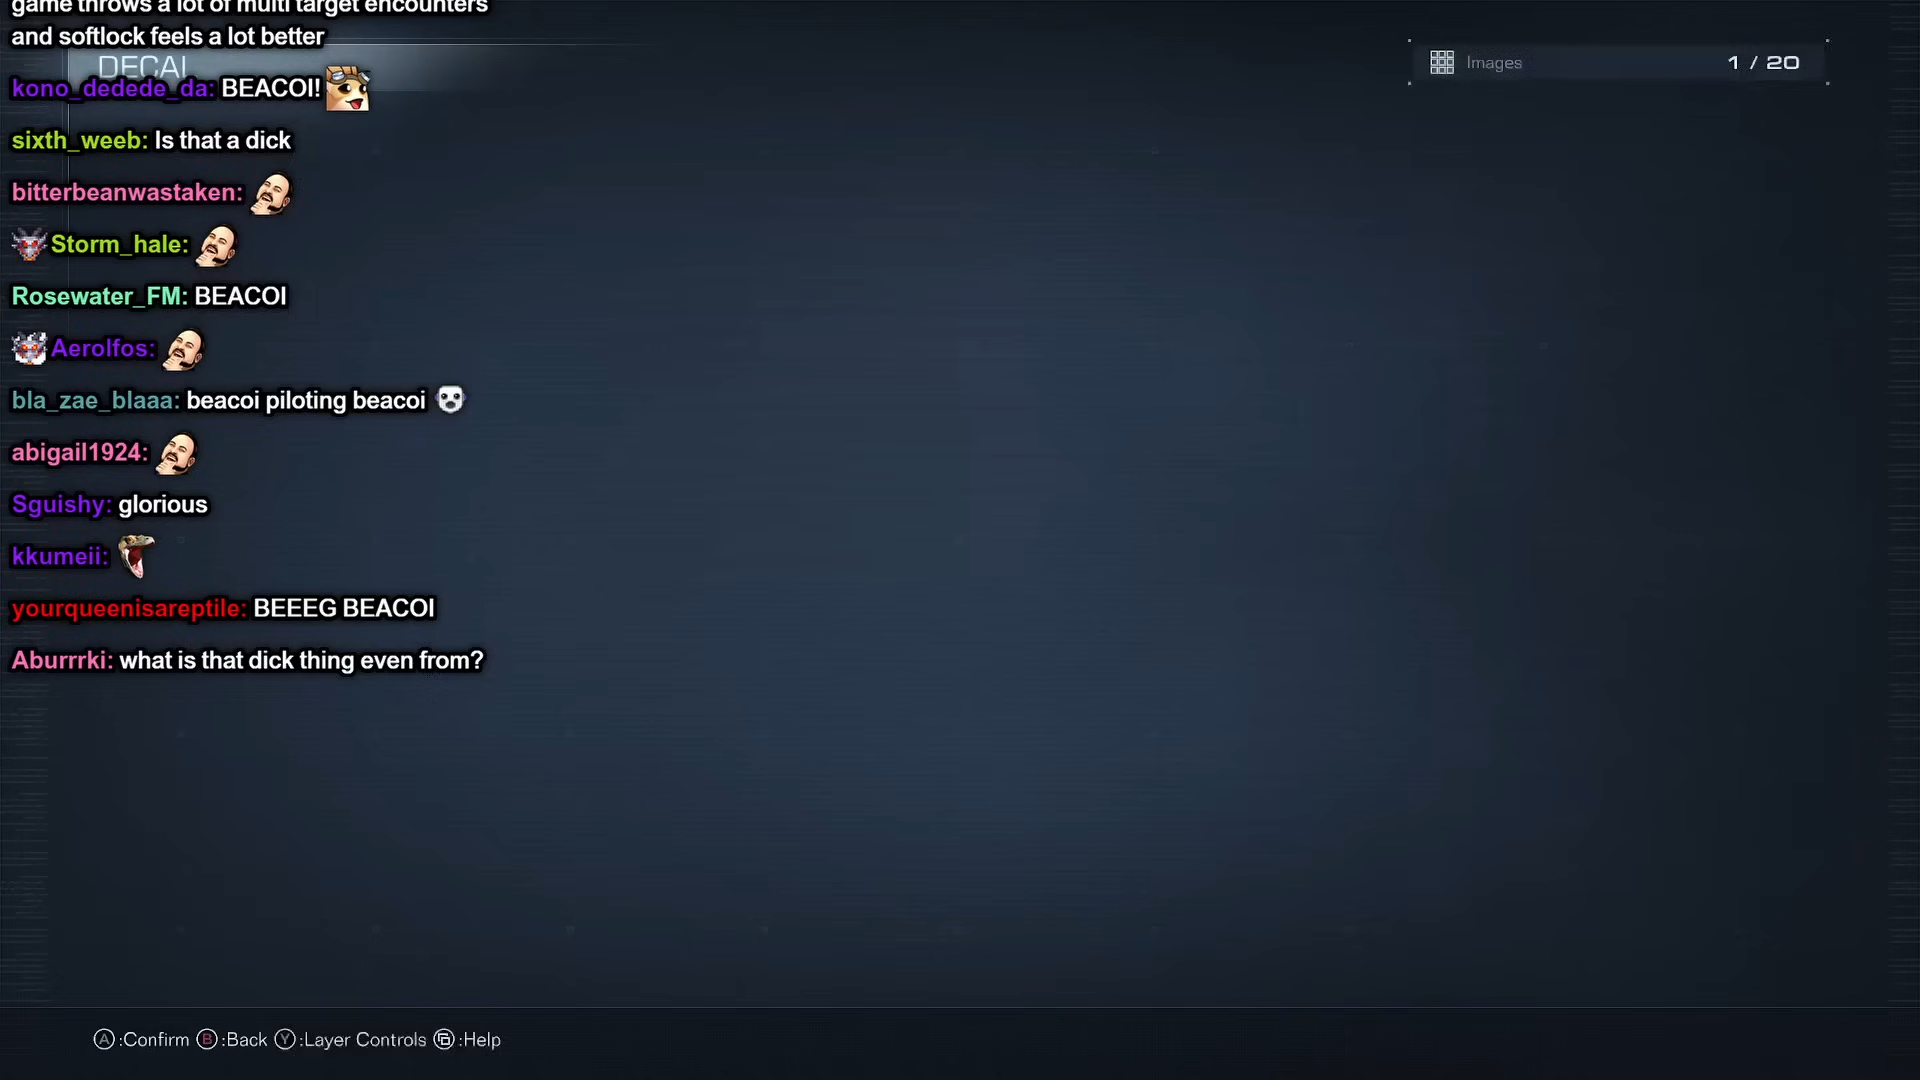 game throws a lot of multi target encounters
and softlock feels a lot better
DECAL
Images 1 / 20
kono_dedede_da: BEACOI!
sixth_weeb: Is that a dick
bitterbeanwastaken:
Storm_hale:
Rosewater_FM: BEACOI
Aerolfos:
bla_zae_blaaa: beacoi piloting beacoi
abigail1924:
Sguishy: glorious
kkumeii:
yourqueenisareptile: BEEEG BEACOI
Aburrrki: what is that dick thing even from?
A :Confirm B :Back Y :Layer Controls :Help